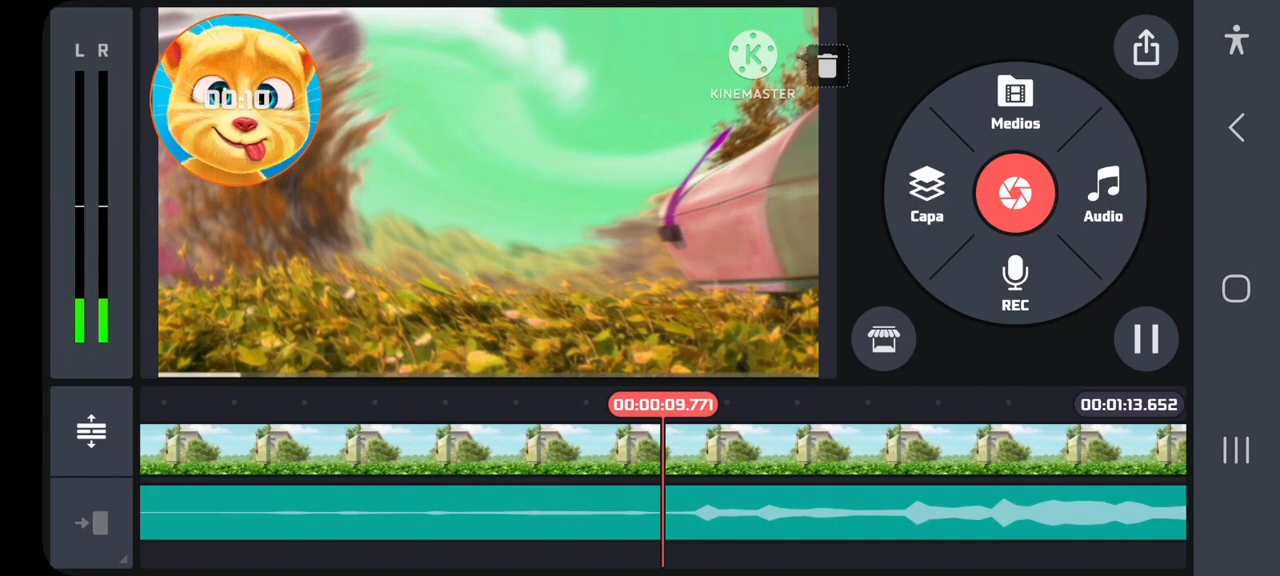 L R
00:10
KINEMASTER
Medios
Capa
Audio
REC
00:00:09.771
00:01:13.652